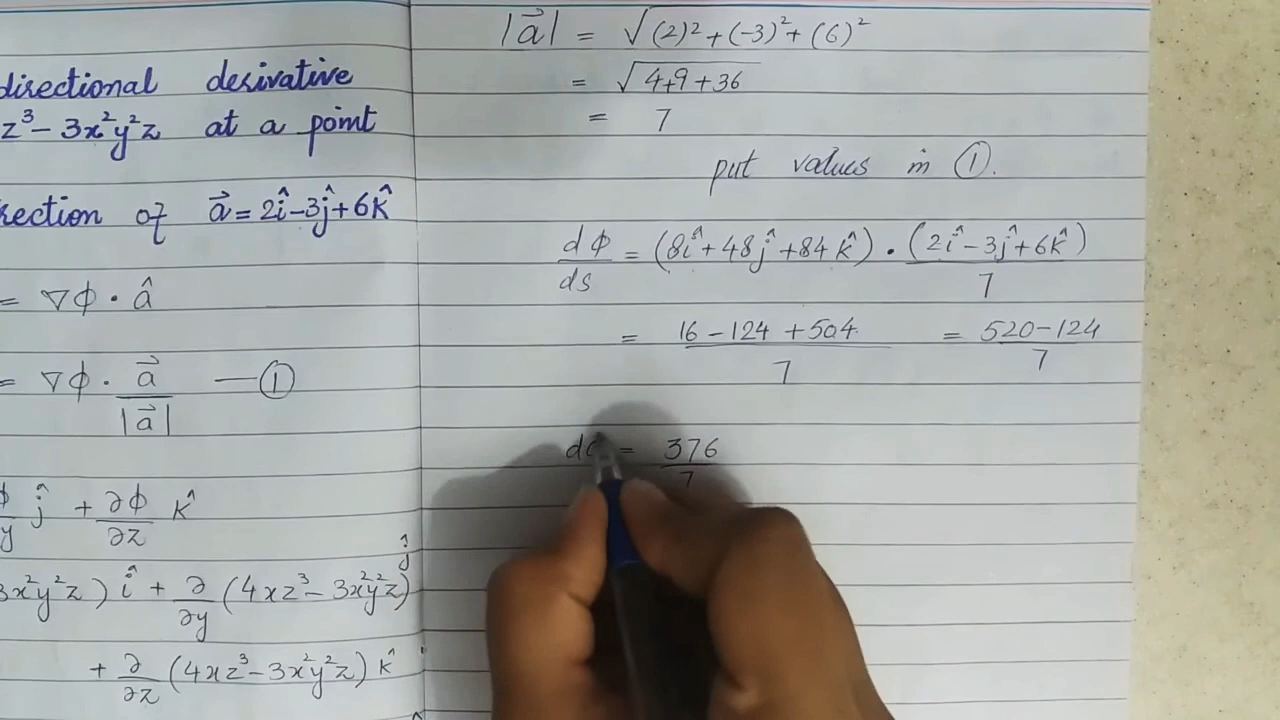 directional derivative
z³ – 3x²y²z at a point
rection of a⃗ = 2î – 3ĵ + 6k̂
= ∇ϕ · â
= ∇ϕ · a⃗/|a⃗| — ①
ϕ/y ĵ + ∂ϕ/∂z k̂
3x²y²z) î + ∂/∂y (4xz³ – 3x²y²z) ĵ
+ ∂/∂z (4xz³ – 3x²y²z) k̂
|a⃗| = √(2)² + (-3)² + (6)²
= √4+9+36
= 7
put values in ①.
dϕ/ds = (8î + 48ĵ + 84k̂) · (2î – 3ĵ + 6k̂)/7
= 16 – 124 + 504/7 = 520 – 124/7
= 376/7